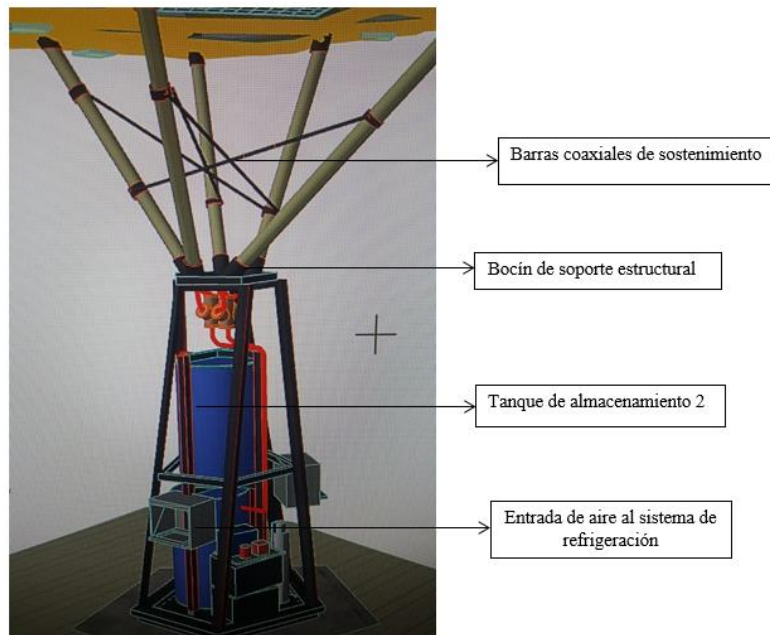 Barras coaxiales de sostenimiento
Bocín de soporte estructural
Tanque de almacenamiento 2
Entrada de aire al sistema de
refrigeración